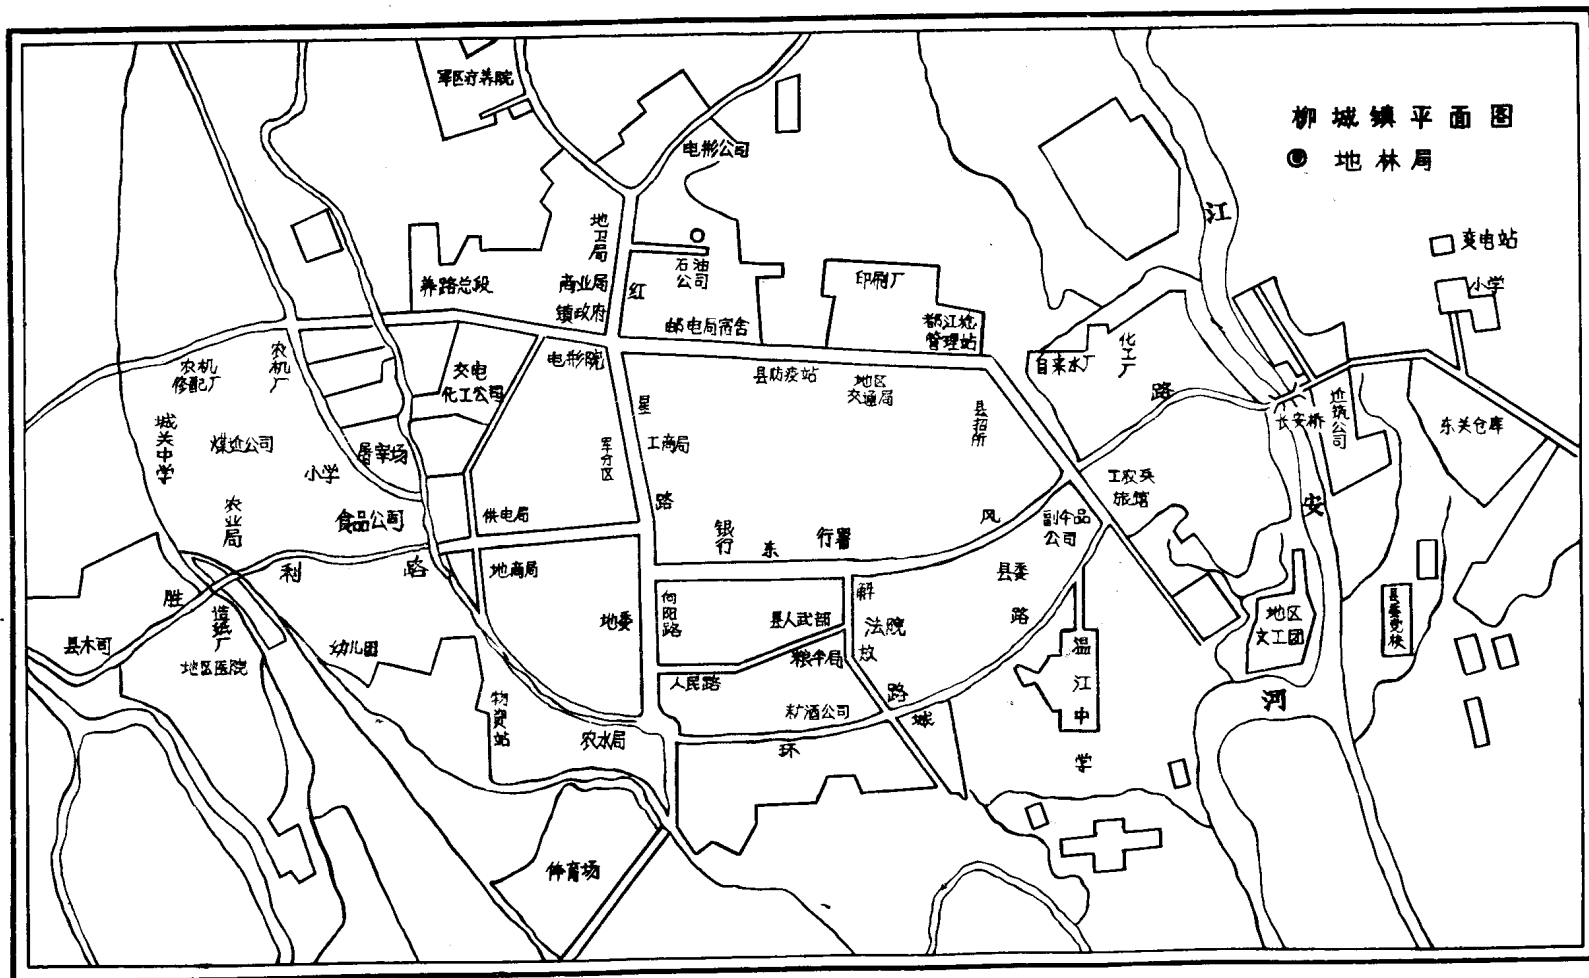 柳城镇平面图
地林局
军区疗养院
电影公司
江
变电站
小学
地卫局
石油
公司
养路总段
商业局
红
镇政府
邮电局宿舍
印刷厂
都江堰
管理站
化工厂
自来水厂
农机厂
农机
修配厂
交电
化工公司
电影院
县防疫站
地区
交通局
路
长安桥
建筑公司
东关仓库
星
县招所
城关中学
煤建公司
屠宰场
小学
军分区
工商局
工农兵
旅馆
农业局
食品公司
供电局
路
银行
东
行署
风
副食品
公司
安
胜
利
路
地商局
县委
造纸厂
地委
向阳路
县人武部
解
法院
路
地区
文工团
县委党校
县木司
幼儿园
地区医院
粮食局
放
温
江
中
学
人民路
路
物资站
农水局
城
环
河
体育场